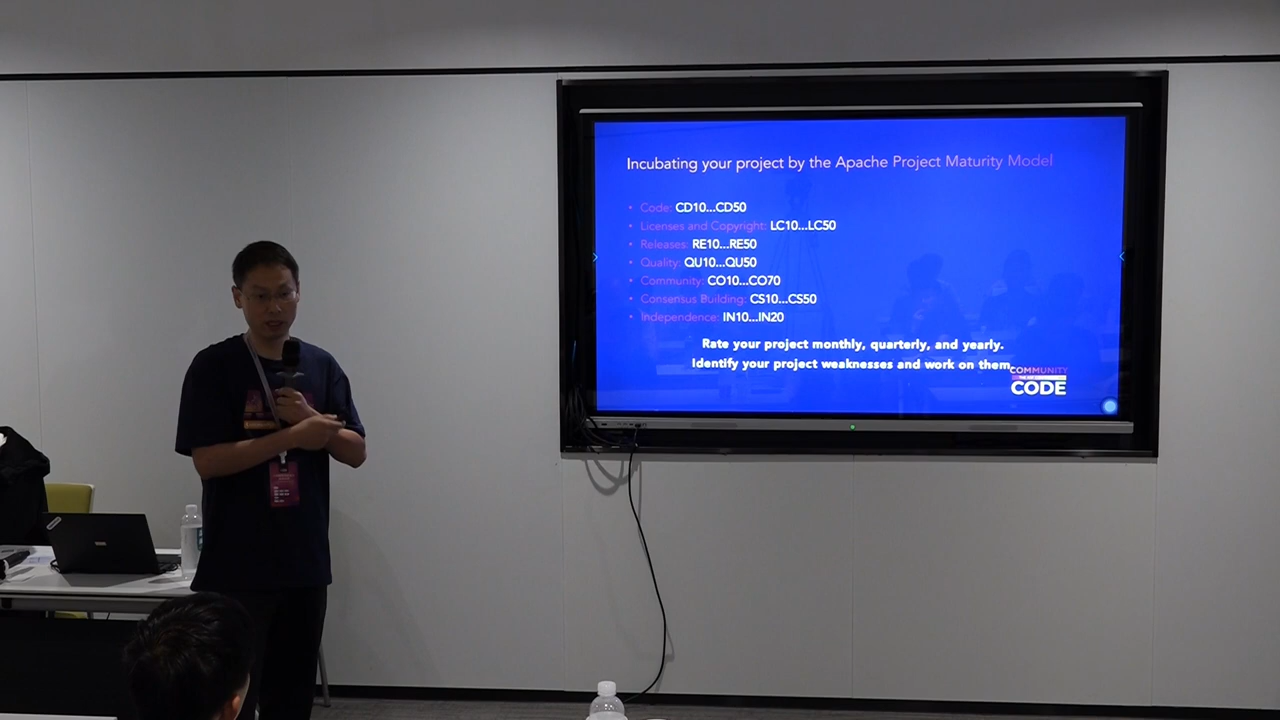 Incubating your project by the Apache Project Maturity Model
• Code: CD10...CD50
• Licenses and Copyright: LC10...LC50
• Releases: RE10...RE50
• Quality: QU10...QU50
• Community: CO10...CO70
• Consensus Building: CS10...CS50
• Independence: IN10...IN20
Rate your project monthly, quarterly, and yearly.
Identify your project weaknesses and work on them
COMMUNITY
CODE